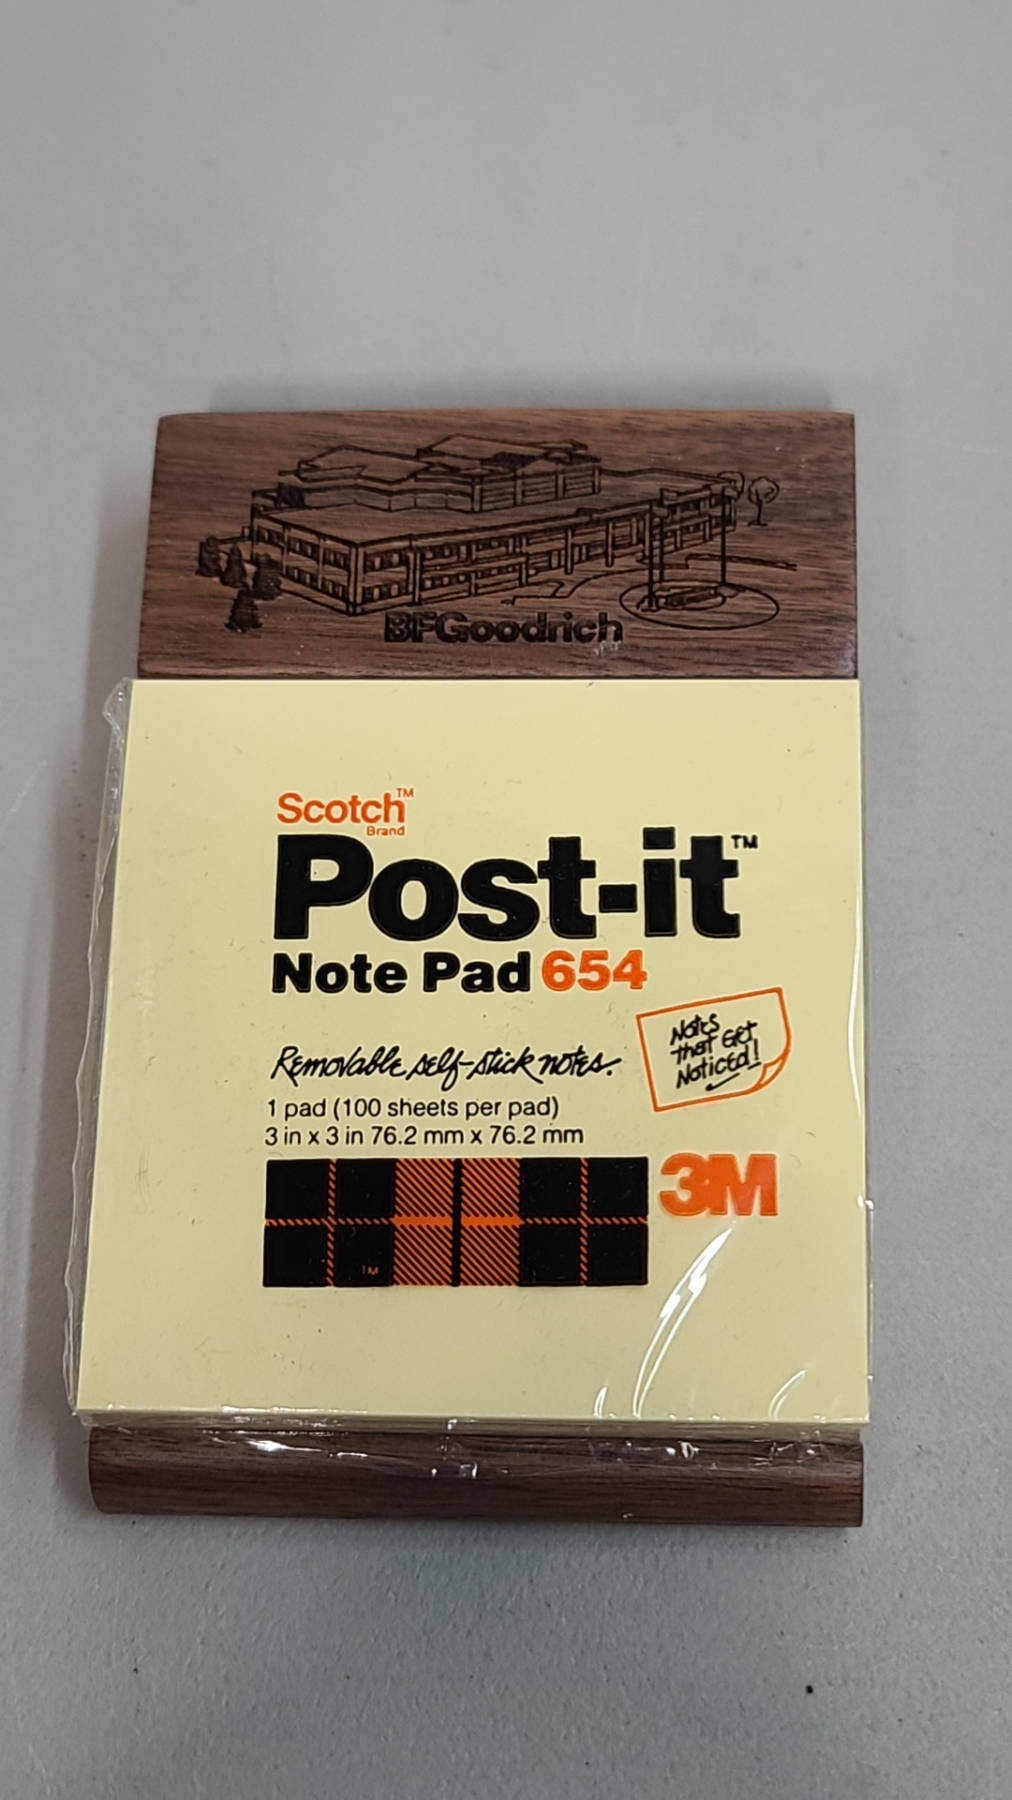 BFGoodrich
Scotch™
Brand
Post-it™
Note Pad 654
Notes
that Get
Noticed!
Removable self-stick notes.
1 pad (100 sheets per pad)
3 in x 3 in 76.2 mm x 76.2 mm
3M
TM